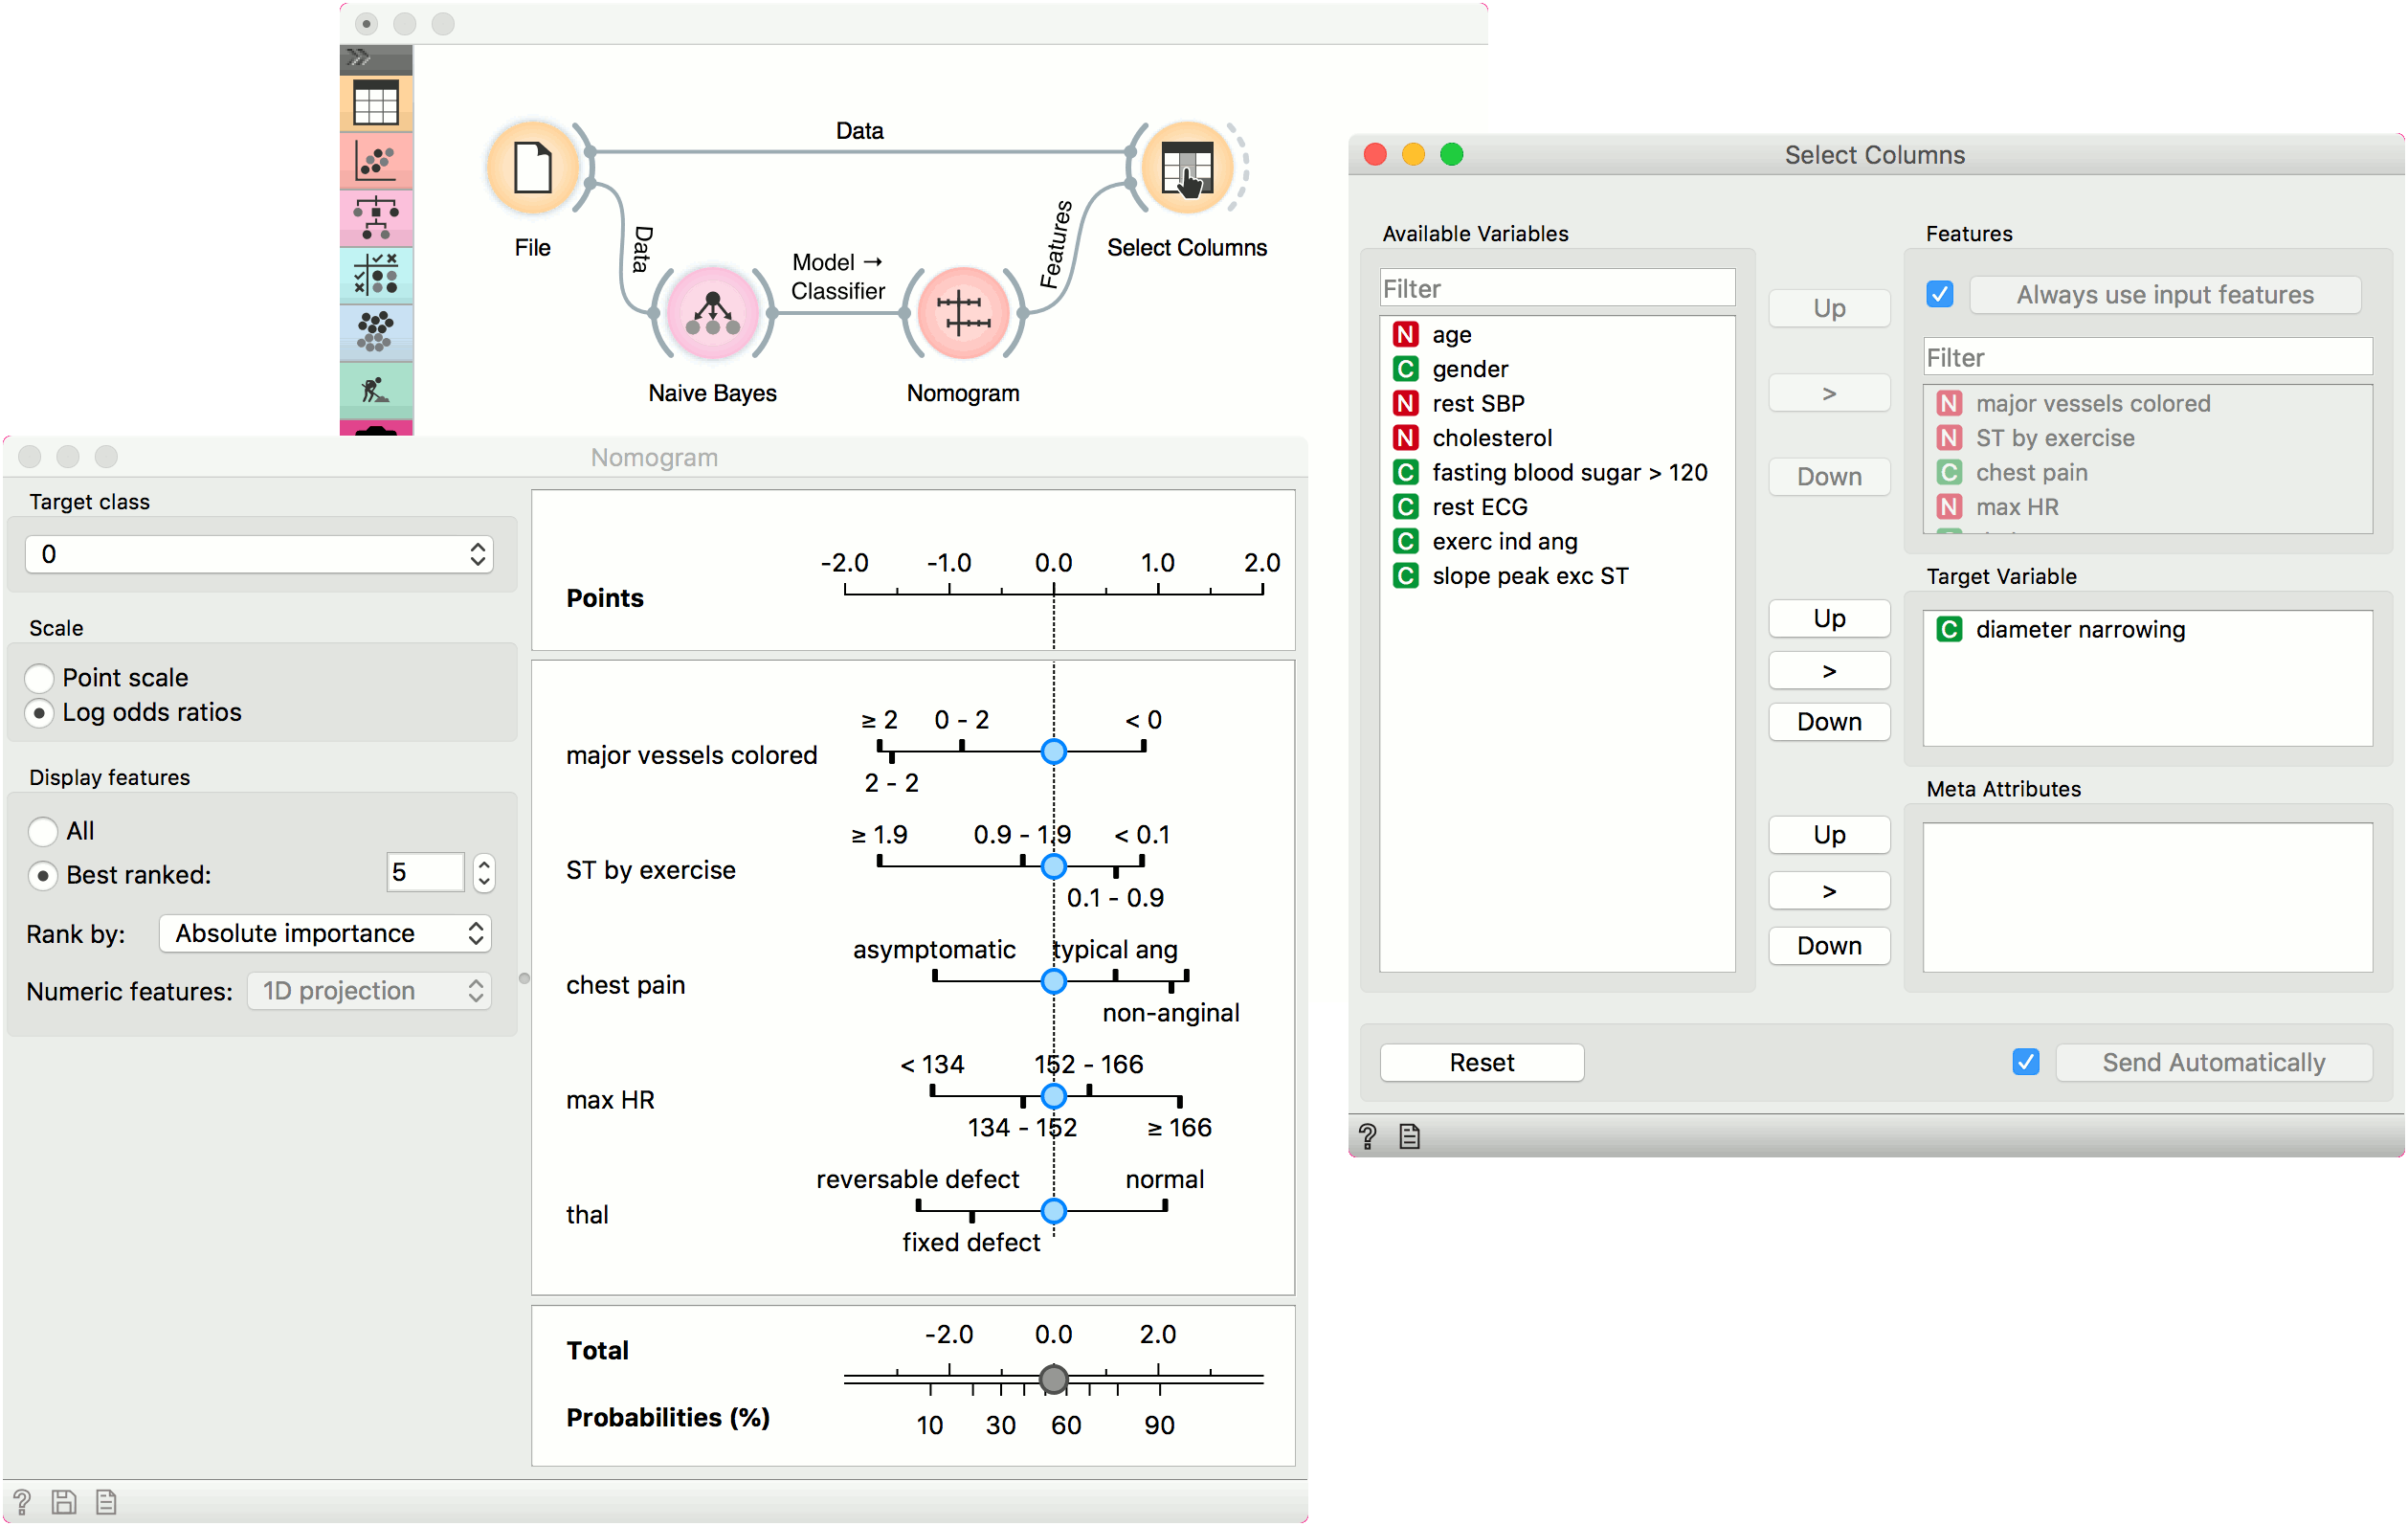 Data
File
Data
Model →
Classifier
Features
Select Columns
Naive Bayes
Nomogram
Nomogram
Target class
0
Scale
Point scale
Log odds ratios
Display features
All
Best ranked: 5
Rank by: Absolute importance
Numeric features: 1D projection
-2.0 -1.0 0.0 1.0 2.0
Points
≥ 2 0 - 2 < 0
major vessels colored
2 - 2
≥ 1.9 0.9 - 1.9 < 0.1
ST by exercise
0.1 - 0.9
asymptomatic typical ang
chest pain
non-anginal
< 134 152 - 166
max HR
134 - 152 ≥ 166
reversable defect normal
thal
fixed defect
-2.0 0.0 2.0
Total
Probabilities (%)
10 30 60 90
?
Select Columns
Available Variables
Filter
N age
C gender
N rest SBP
N cholesterol
C fasting blood sugar > 120
C rest ECG
C exerc ind ang
C slope peak exc ST
Up
>
Down
Up
>
Down
Up
>
Down
Features
Always use input features
Filter
N major vessels colored
N ST by exercise
C chest pain
N max HR
Target Variable
C diameter narrowing
Meta Attributes
Reset
Send Automatically
?